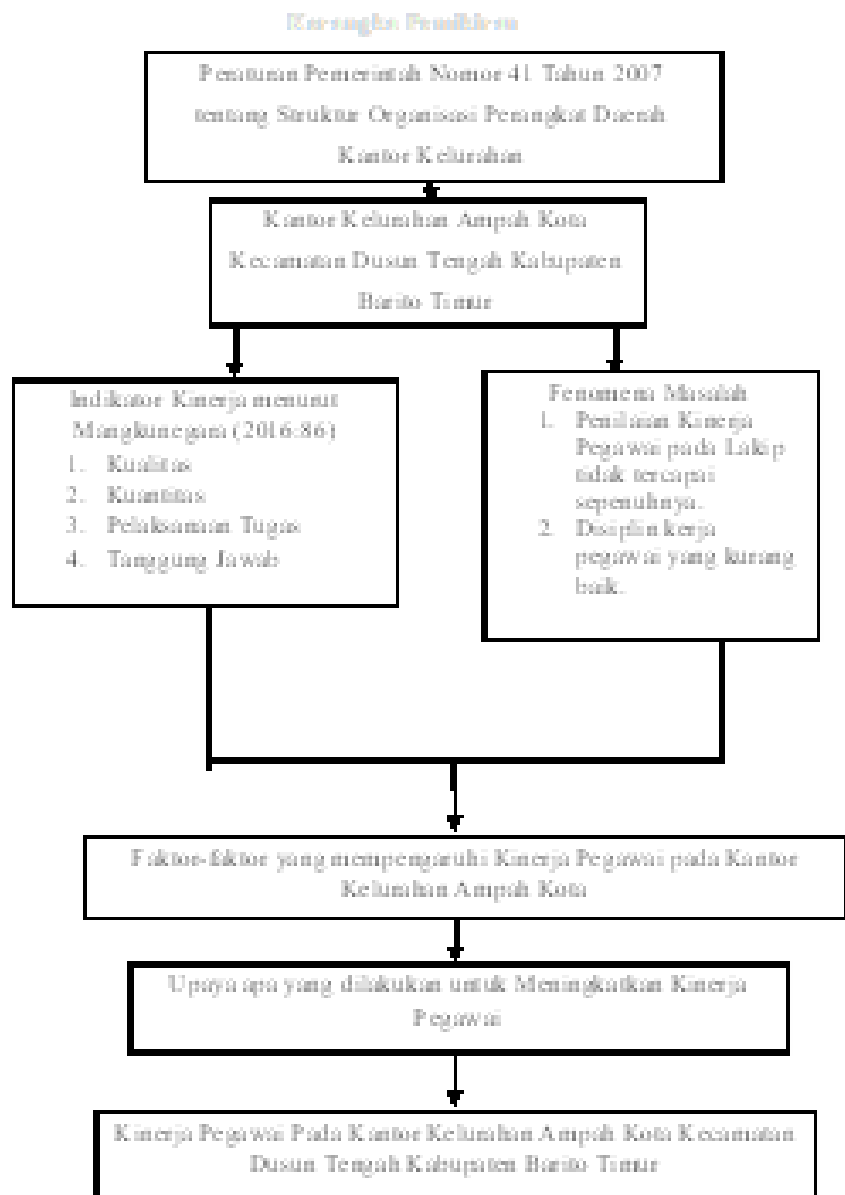 Kerangka Pemikiran
Peraturan Pemerintah Nomor 41 Tahun 2007
tentang Struktur Organisasi Perangkat Daerah
Kantor Kelurahan
Kantor Kelurahan Ampah Kota
Kecamatan Dusun Tengah Kabupaten
Barito Timur
Indikator Kinerja menurut
Mangkunegara (2016:86)
1. Kualitas
2. Kuantitas
3. Pelaksanaan Tugas
4. Tanggung Jawab
Fenomena Masalah
1. Penilaian Kinerja
Pegawai pada Lakip
tidak tercapai
sepenuhnya.
2. Disiplin kerja
pegawai yang kurang
baik.
Faktor-faktor yang mempengaruhi Kinerja Pegawai pada Kantor
Kelurahan Ampah Kota
Upaya apa yang dilakukan untuk Meningkatkan Kinerja
Pegawai
Kinerja Pegawai Pada Kantor Kelurahan Ampah Kota Kecamatan
Dusun Tengah Kabupaten Barito Timur